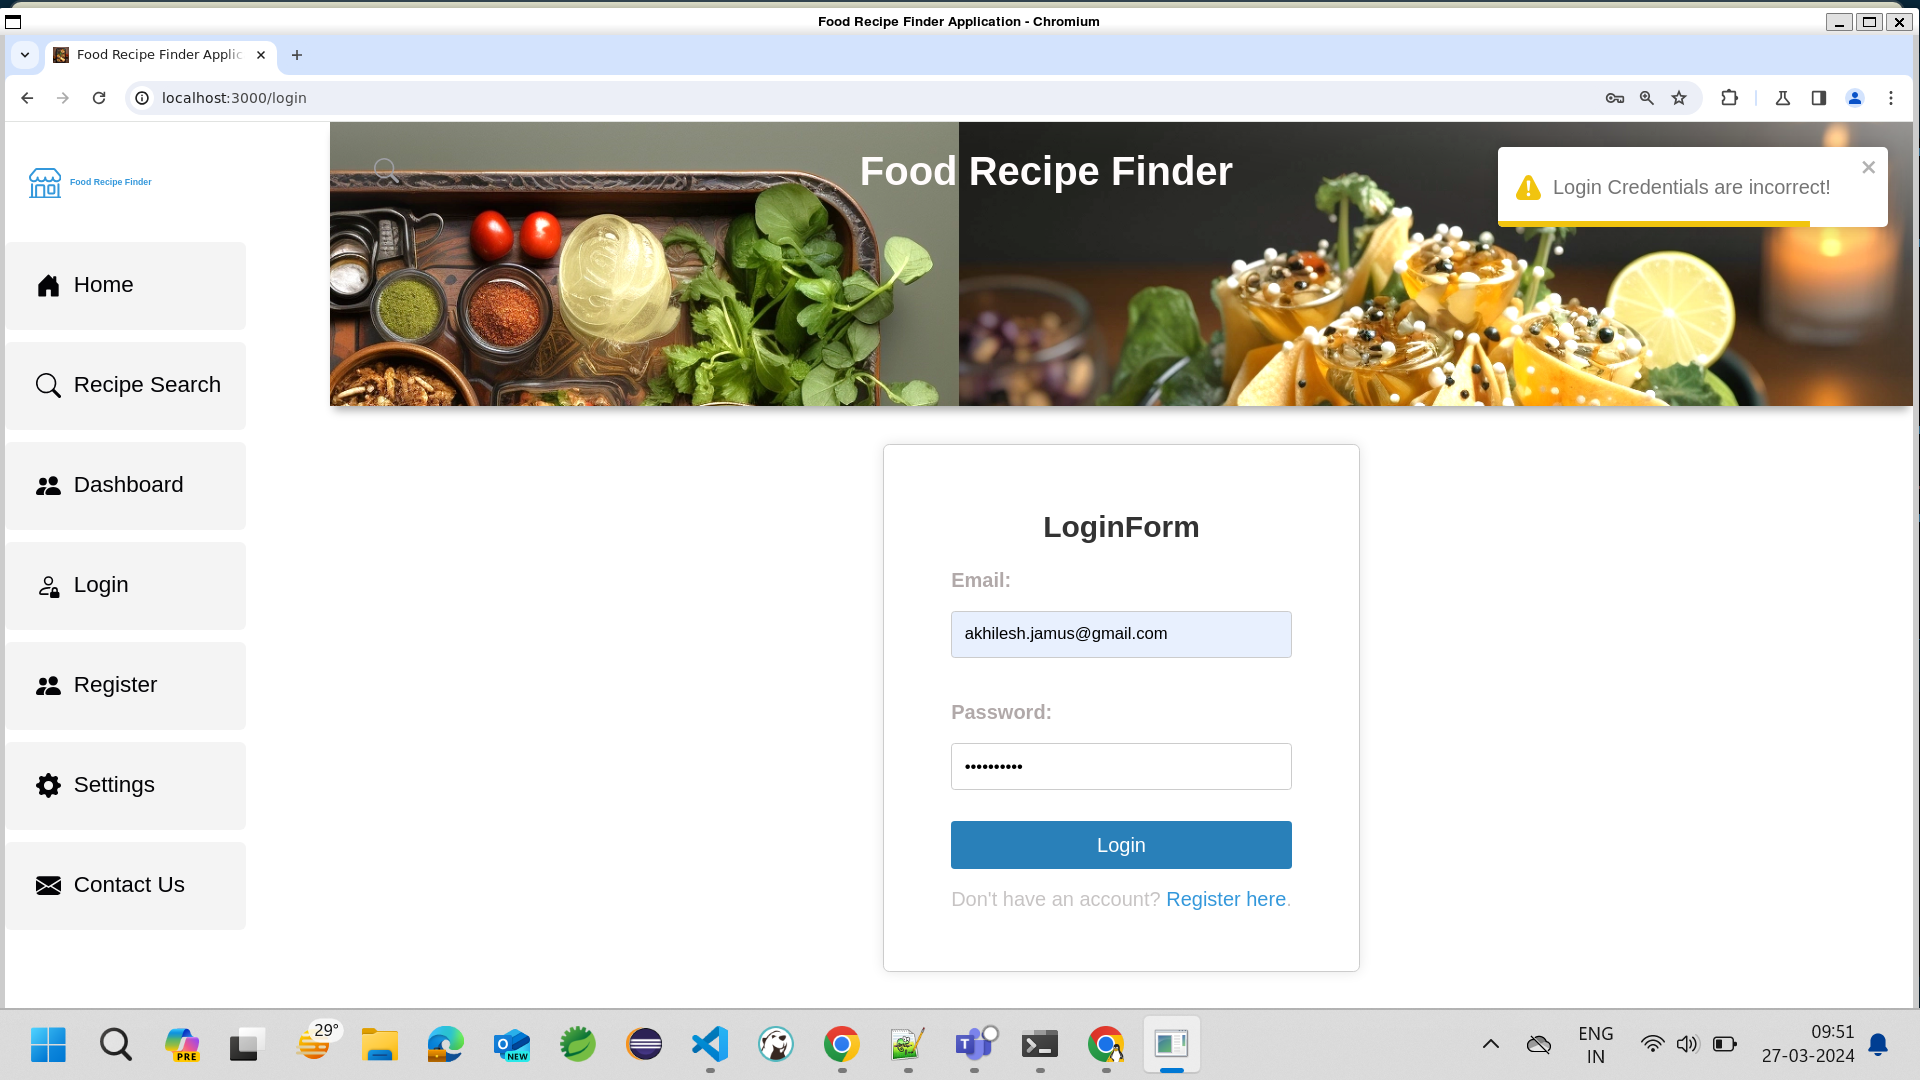 Food Recipe Finder Application - Chromium
Food Recipe Finder Applic
localhost:3000/login
Food Recipe Finder
Food Recipe Finder
Login Credentials are incorrect!
Home
Recipe Search
Dashboard
Login
Register
Settings
Contact Us
LoginForm
Email:
akhilesh.jamus@gmail.com
Password:
••••••••••
Login
Don't have an account? Register here.
PRE
29°
NEW
ENG
IN
09:51
27-03-2024